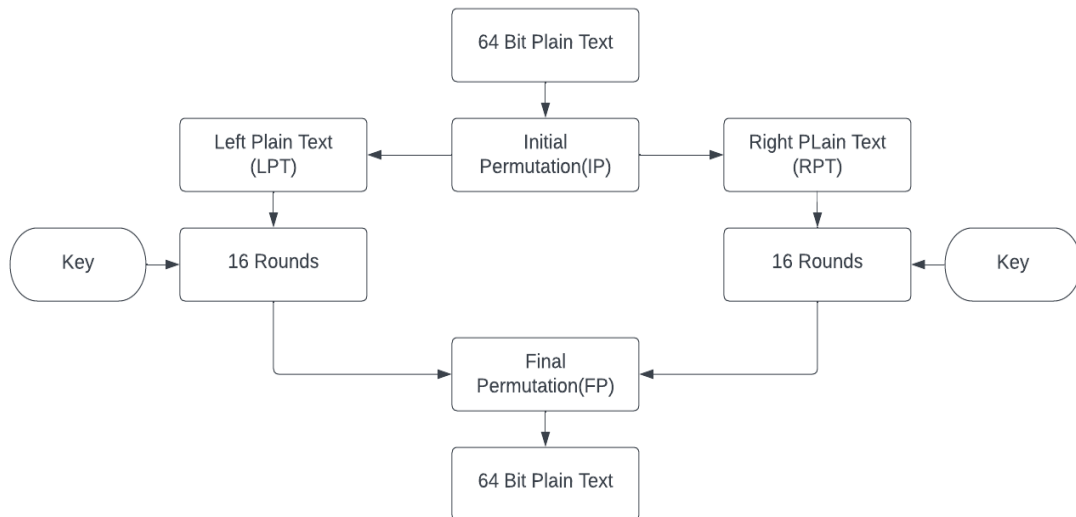 64 Bit Plain Text
Left Plain Text
(LPT)
Initial
Permutation(IP)
Right PLain Text
(RPT)
Key
16 Rounds
16 Rounds
Key
Final
Permutation(FP)
64 Bit Plain Text